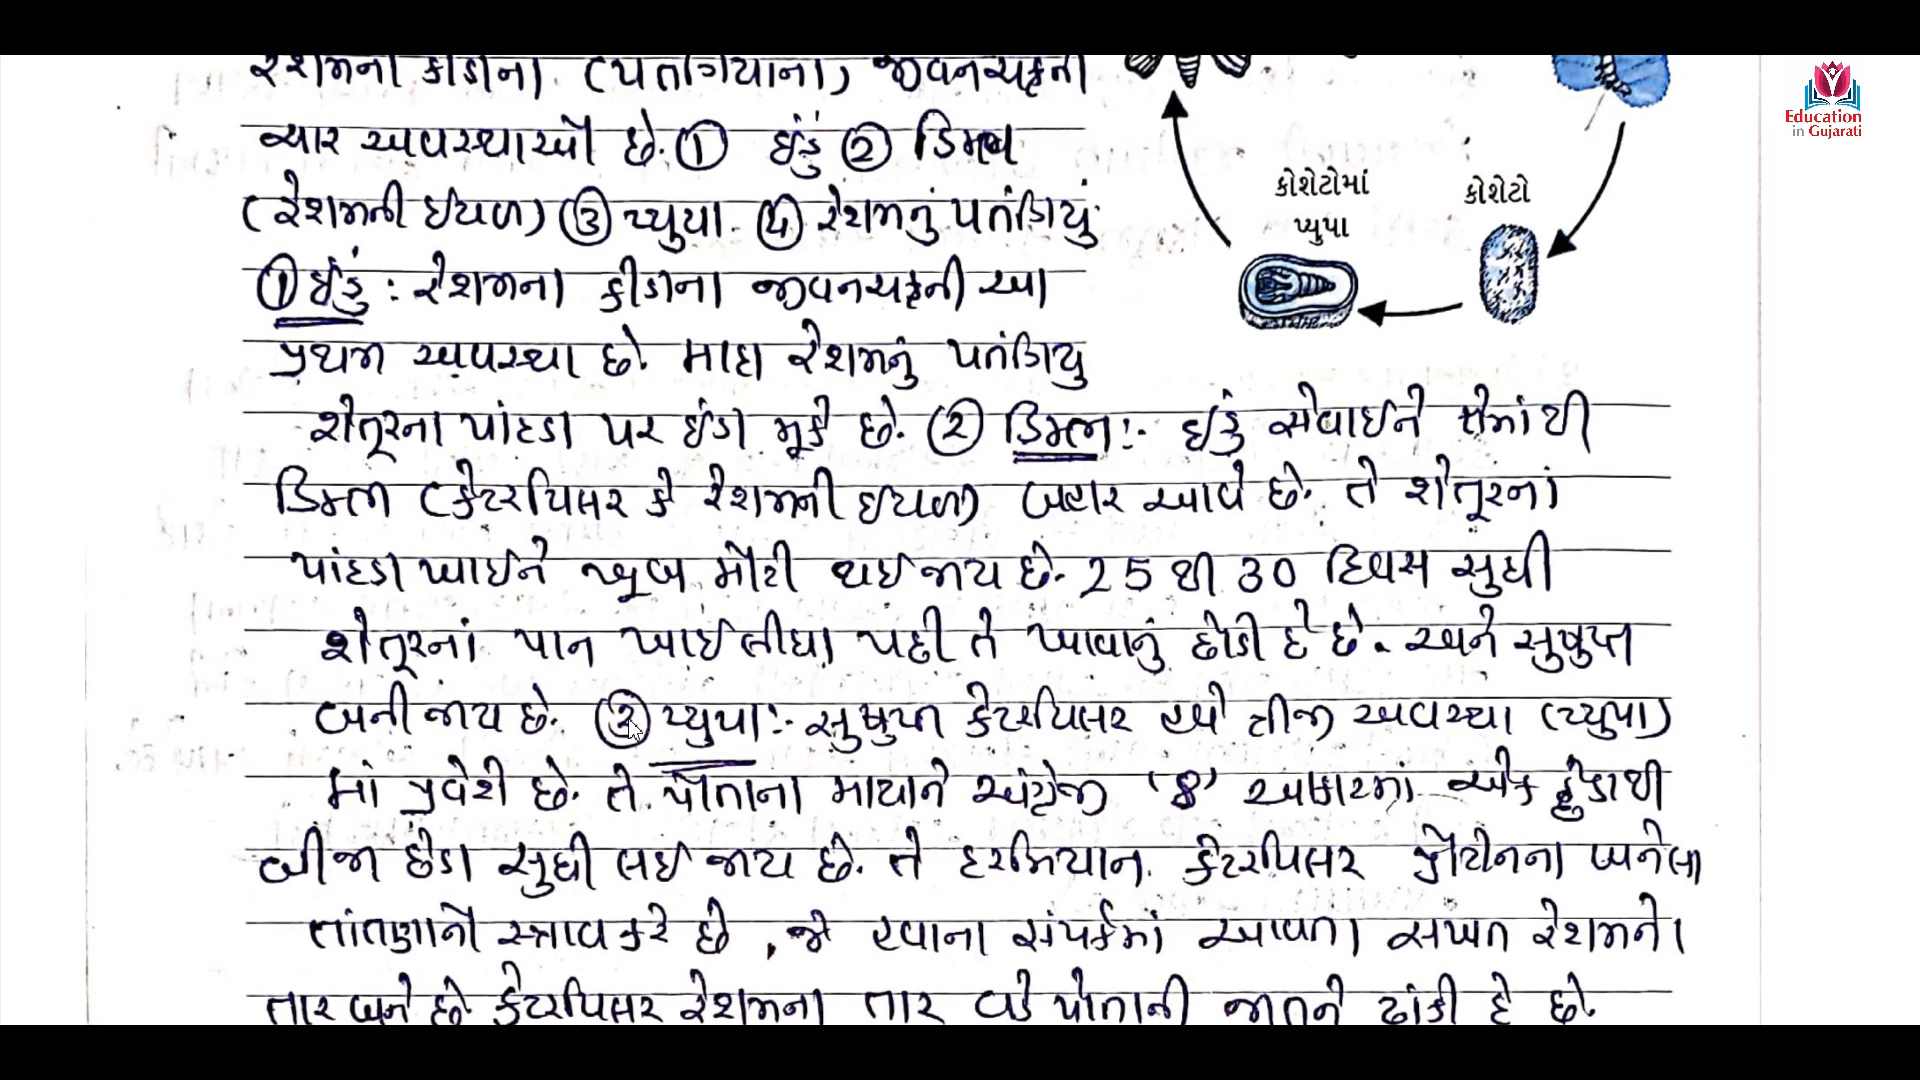 રેશમના કીડાના (પતંગિયાના) જીવનચક્રની
ચાર અવસ્થાઓ છે. ① ઈંડું ② ડિમ્ભ
(રેશમની ઈયળ) ③ પ્યુપા. ④ રેશમનું પતંગિયું
① ઈંડું : રેશમના કીડાના જીવનચક્રની આ
પ્રથમ અવસ્થા છે. માદા રેશમનું પતંગિયુ
શેતૂરના પાંદડા પર ઈંડા મૂકે છે. (૨) ડિમ્ભ :- ઈડું સેવાઈને તેમાંથી
ડિમ્ભ (કેટરપિલર કે રેશમની ઈયળ) બહાર આવે છે. તે શેતૂરનાં
પાંદડા ખાઈને ખૂબ મોટી થઈ જાય છે. 25 થી 30 દિવસ સુધી
શેતૂરનાં પાન ખાઈ લીધા પછી તે ખાવાનું છોડી દે છે. અને સુષુપ્ત
બની જાય છે. (૩) પ્યુપા :- સુષુપ્ત કેટરપિલર હવે ત્રીજી અવસ્થા (પ્યુપા)
માં પ્રવેશે છે. તે પોતાના માથાને અંગ્રેજી '8' આકારમાં એક છેડાથી
બીજા છેડા સુધી લઈ જાય છે. તે દરમિયાન કેટરપિલર પ્રોટીનના બનેલા
તાંતણાનો સ્ત્રાવ કરે છે, જે હવાના સંપર્કમાં આવતા સખત રેશમનો
તાર બને છે. કેટરપિલર રેશમના તાર વડે પોતાની જાતને ઢાંકી દે છે.
કોશેટોમાં
પ્યુપા
કોશેટો
Education
in Gujarati